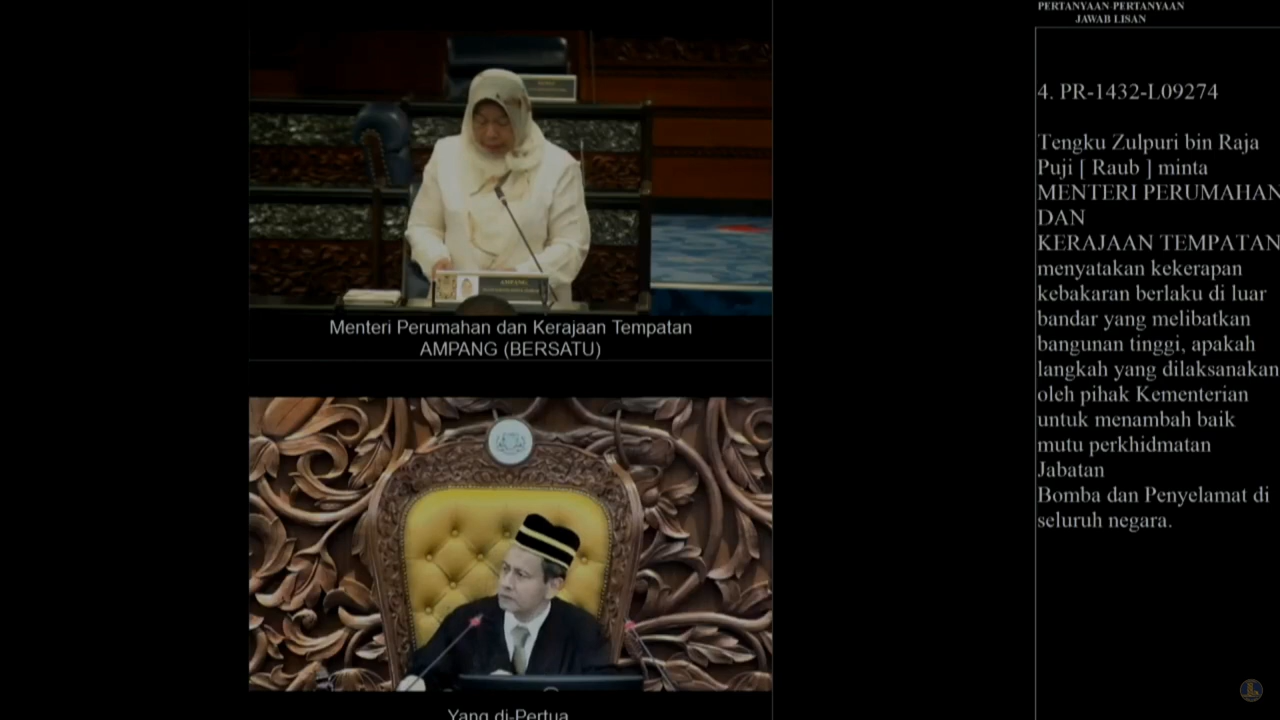 PERTANYAAN-PERTANYAAN
JAWAB LISAN
4. PR-1432-L09274
Tengku Zulpuri bin Raja
Puji [ Raub ] minta
MENTERI PERUMAHAN
DAN
KERAJAAN TEMPATAN
menyatakan kekerapan
kebakaran berlaku di luar
bandar yang melibatkan
bangunan tinggi, apakah
langkah yang dilaksanakan
oleh pihak Kementerian
untuk menambah baik
mutu perkhidmatan
Jabatan
Bomba dan Penyelamat di
seluruh negara.
AMPANG
Menteri Perumahan dan Kerajaan Tempatan
AMPANG (BERSATU)
Yang di-Pertua